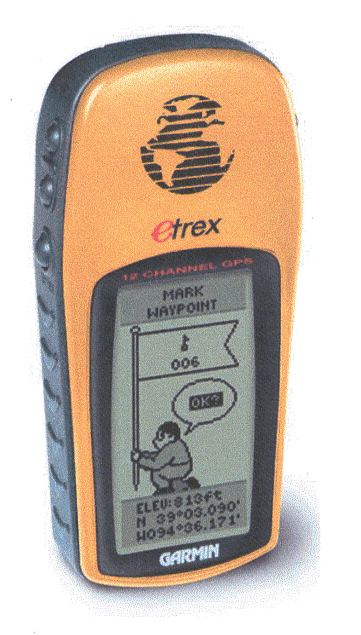 etrex
12 CHANNEL GPS
MARK
WAYPOINT
006
OK?
ELEV:813ft
N 39°03.090'
W094°36.171'
GARMIN